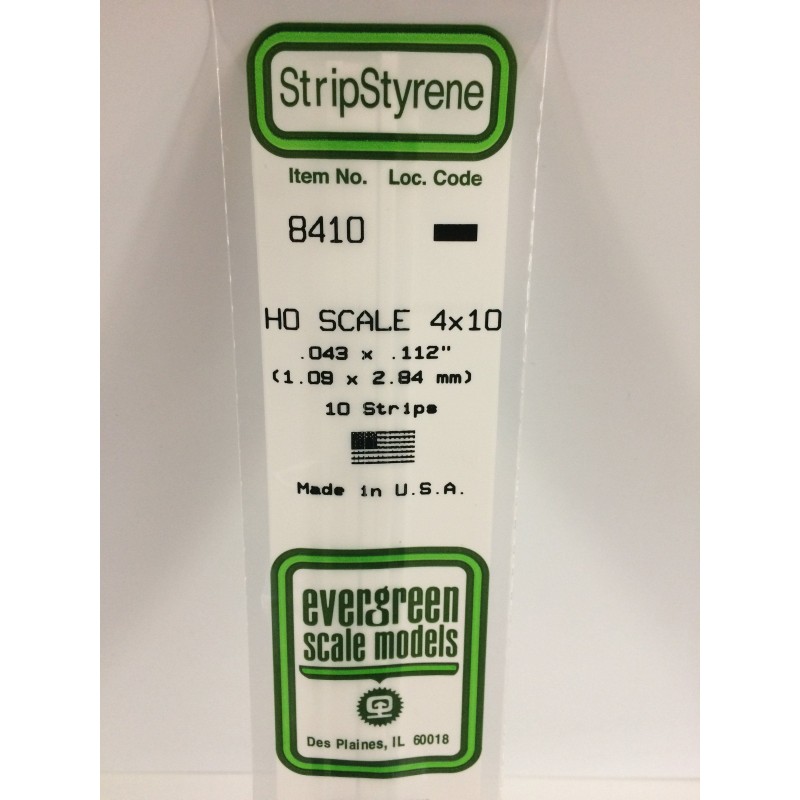 StripStyrene
Item No. Loc. Code
8410
HO SCALE 4x10
.043 x .112"
(1.09 x 2.84 mm)
10 Strips
Made in U.S.A.
evergreen
scale models
Des Plaines, IL 60018